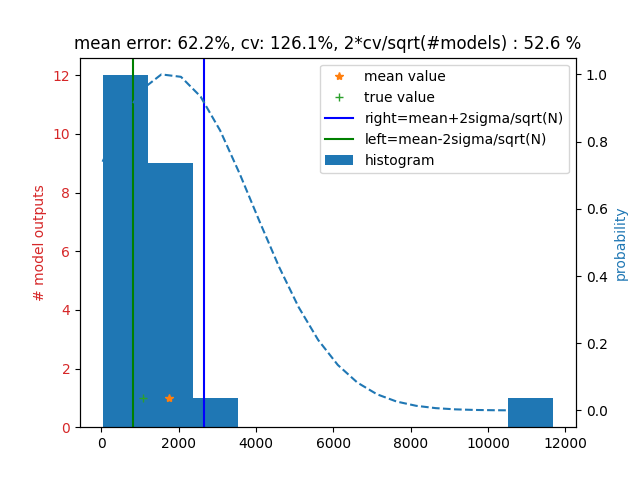 mean error: 62.2%, cv: 126.1%, 2*cv/sqrt(#models) : 52.6 %
mean value
true value
right=mean+2sigma/sqrt(N)
left=mean-2sigma/sqrt(N)
histogram
# model outputs
12
10
8
6
4
2
0
probability
1.0
0.8
0.6
0.4
0.2
0.0
0
2000
4000
6000
8000
10000
12000